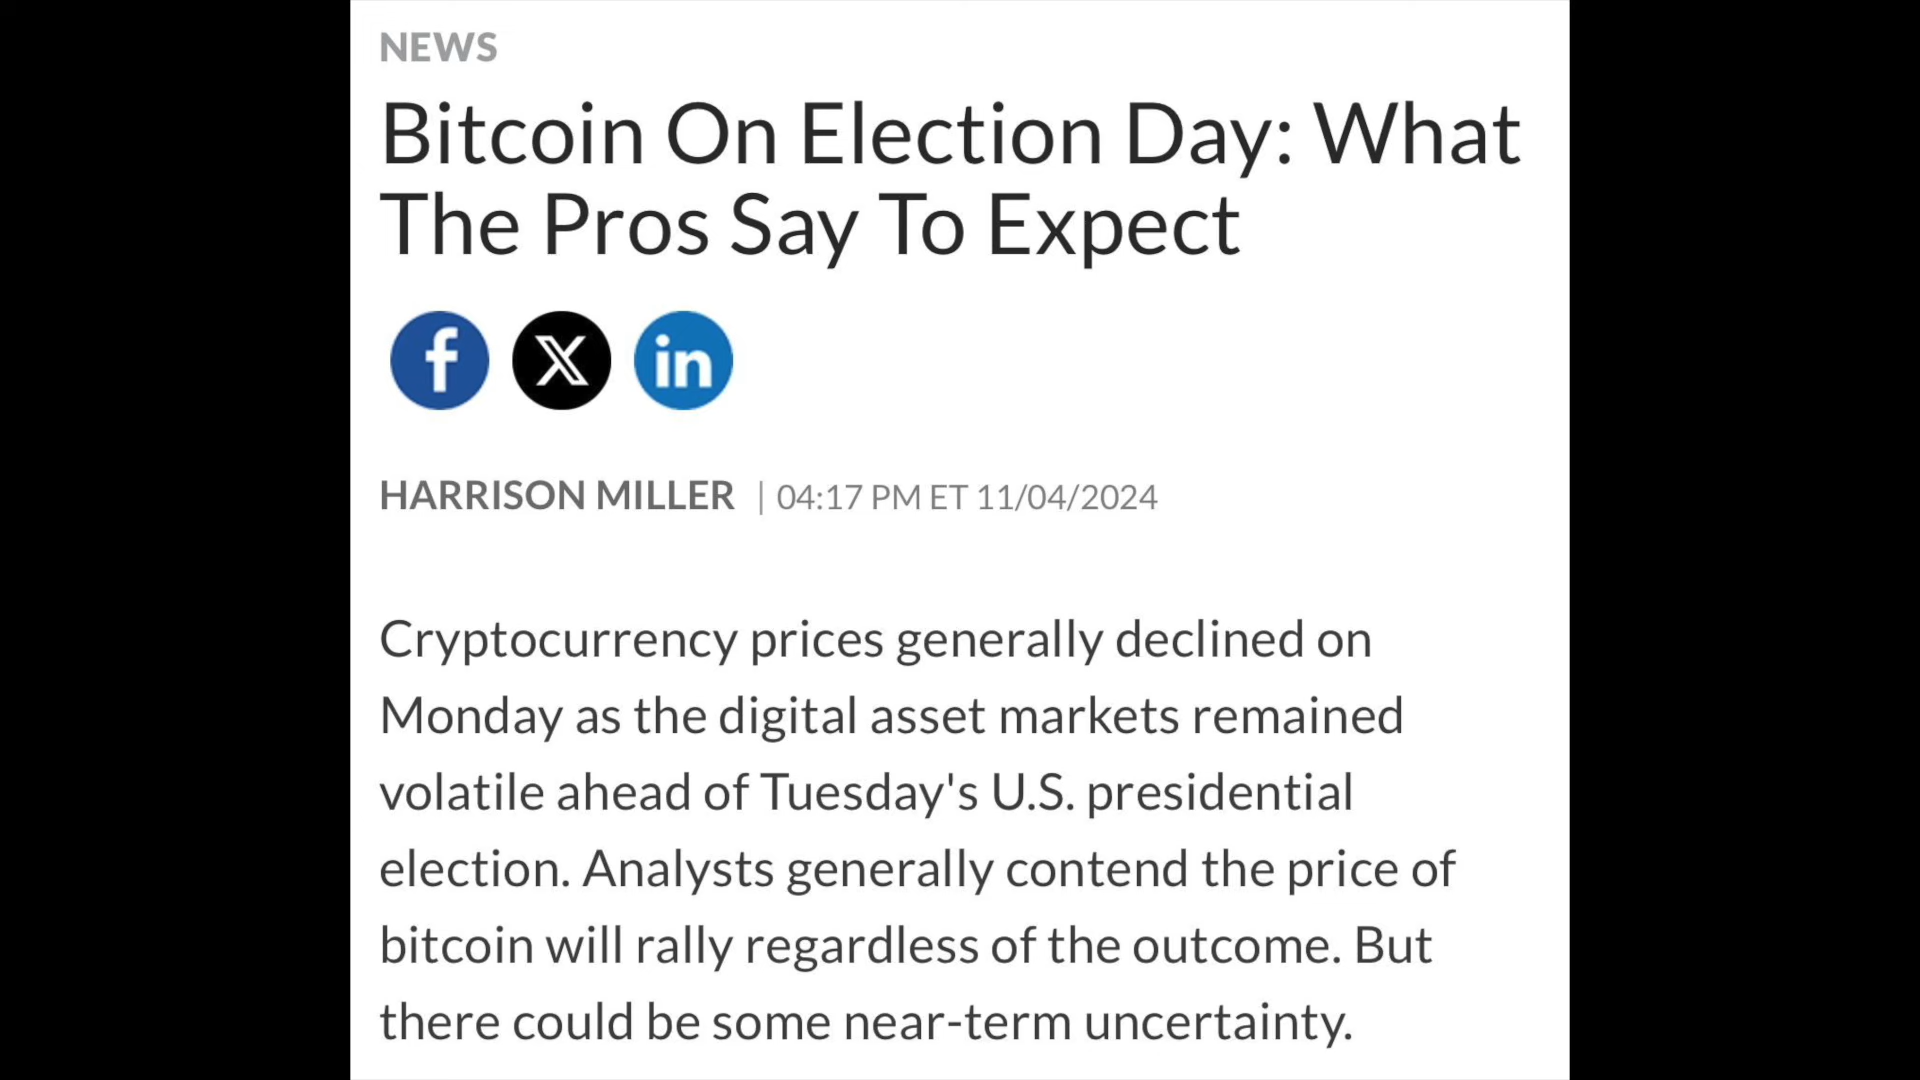 NEWS
Bitcoin On Election Day: What
The Pros Say To Expect
f X in
HARRISON MILLER | 04:17 PM ET 11/04/2024
Cryptocurrency prices generally declined on
Monday as the digital asset markets remained
volatile ahead of Tuesday's U.S. presidential
election. Analysts generally contend the price of
bitcoin will rally regardless of the outcome. But
there could be some near-term uncertainty.